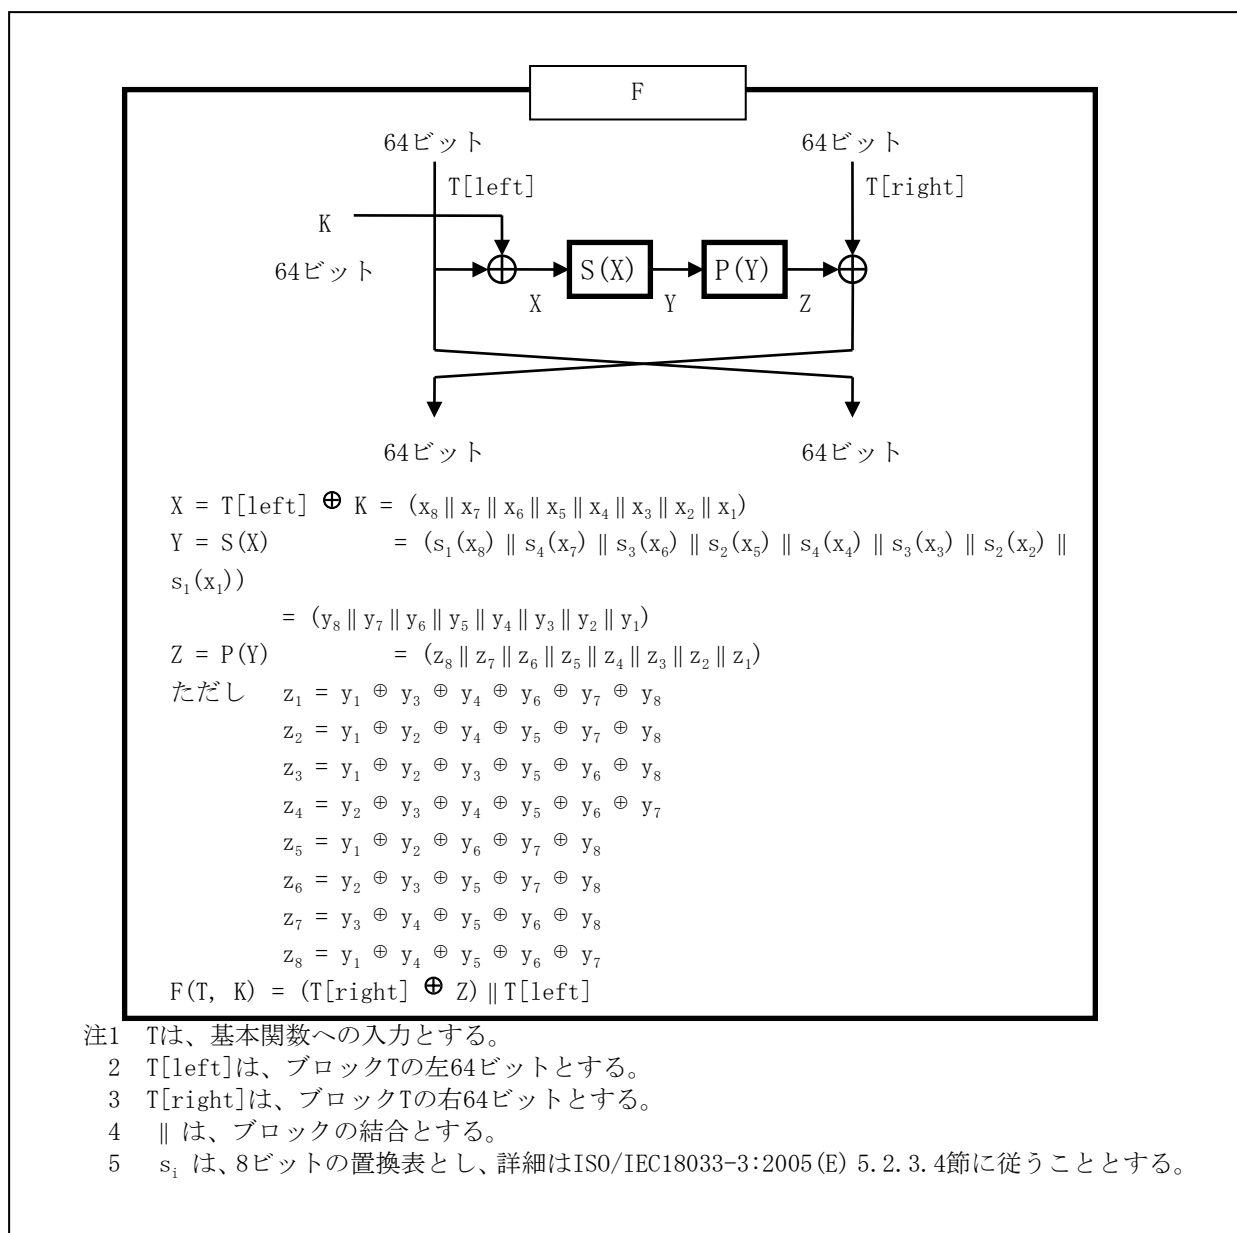 F
64ビット 64ビット
T[left] T[right]
K
64ビット S(X) P(Y)
X Y Z
64ビット 64ビット
X = T[left] ⊕ K = (x₈‖x₇‖x₆‖x₅‖x₄‖x₃‖x₂‖x₁)
Y = S(X) = (s₁(x₈)‖s₄(x₇)‖s₃(x₆)‖s₂(x₅)‖s₄(x₄)‖s₃(x₃)‖s₂(x₂)‖
s₁(x₁))
= (y₈‖y₇‖y₆‖y₅‖y₄‖y₃‖y₂‖y₁)
Z = P(Y) = (z₈‖z₇‖z₆‖z₅‖z₄‖z₃‖z₂‖z₁)
ただし z₁ = y₁ ⊕ y₃ ⊕ y₄ ⊕ y₆ ⊕ y₇ ⊕ y₈
z₂ = y₁ ⊕ y₂ ⊕ y₄ ⊕ y₅ ⊕ y₇ ⊕ y₈
z₃ = y₁ ⊕ y₂ ⊕ y₃ ⊕ y₅ ⊕ y₆ ⊕ y₈
z₄ = y₂ ⊕ y₃ ⊕ y₄ ⊕ y₅ ⊕ y₆ ⊕ y₇
z₅ = y₁ ⊕ y₂ ⊕ y₆ ⊕ y₇ ⊕ y₈
z₆ = y₂ ⊕ y₃ ⊕ y₅ ⊕ y₇ ⊕ y₈
z₇ = y₃ ⊕ y₄ ⊕ y₅ ⊕ y₆ ⊕ y₈
z₈ = y₁ ⊕ y₄ ⊕ y₅ ⊕ y₆ ⊕ y₇
F(T, K) = (T[right] ⊕ Z)‖T[left]
注1 Tは、基本関数への入力とする。
2 T[left]は、ブロックTの左64ビットとする。
3 T[right]は、ブロックTの右64ビットとする。
4 ‖は、ブロックの結合とする。
5 sᵢは、8ビットの置換表とし、詳細はISO/IEC18033-3:2005(E) 5.2.3.4節に従うこととする。